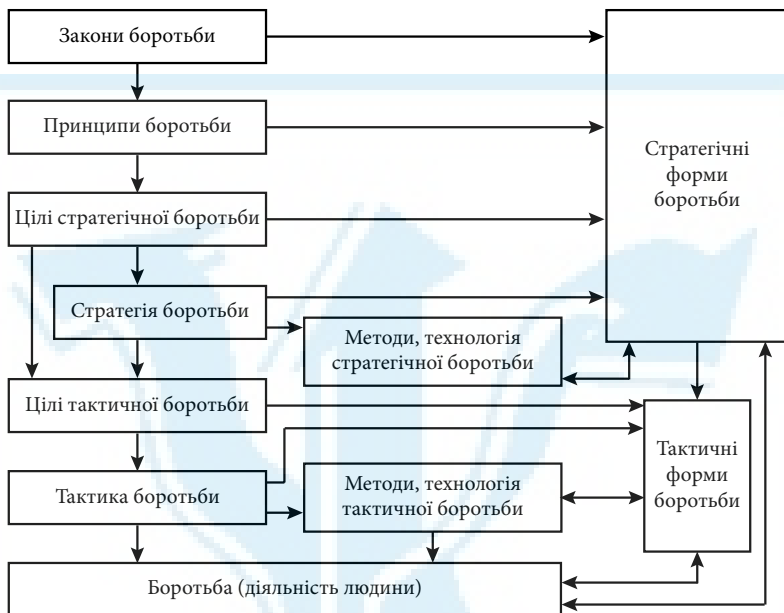 Закони боротьби
Принципи боротьби
Цілі стратегічної боротьби
Стратегія боротьби
Методи, технологія
стратегічної боротьби
Стратегічні
форми
боротьби
Цілі тактичної боротьби
Тактика боротьби
Методи, технологія
тактичної боротьби
Тактичні
форми
боротьби
Боротьба (діяльність людини)